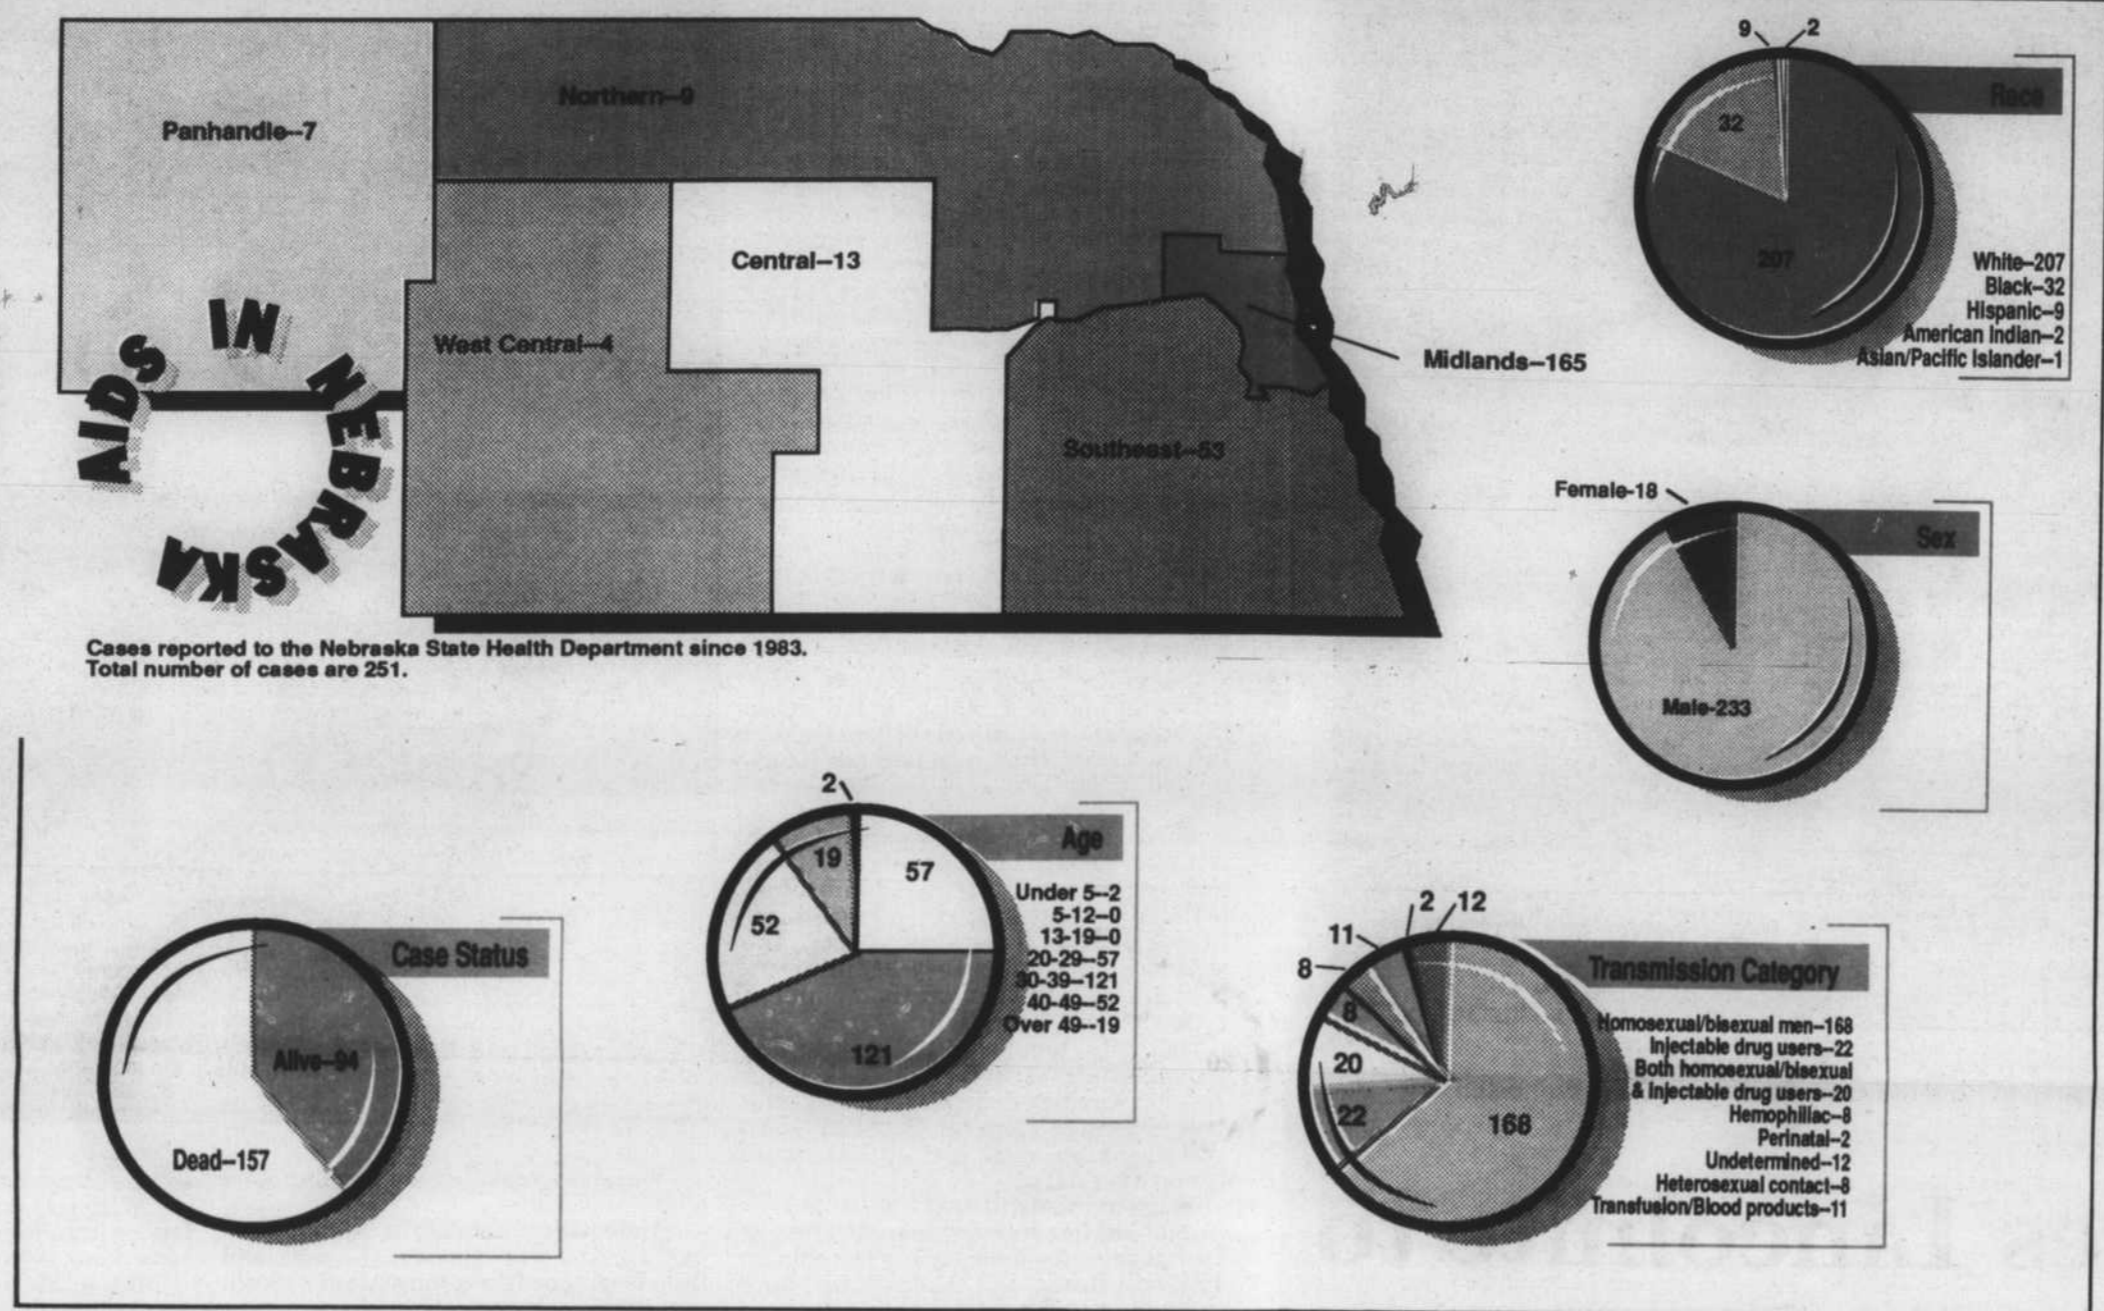 Panhandle--7
Northern--9
Central--13
West Central--4
Midlands--165
Southeast--53
AIDS IN NEBRASKA
Cases reported to the Nebraska State Health Department since 1983.
Total number of cases are 251.
Race
9
2
32
207
White--207
Black--32
Hispanic--9
American Indian--2
Asian/Pacific Islander--1
Sex
Female-18
Male-233
Case Status
Alive--94
Dead--157
Age
2
19
57
52
121
Under 5--2
5-12--0
13-19--0
20-29--57
30-39--121
40-49--52
Over 49--19
Transmission Category
2
12
11
8
8
20
22
168
Homosexual/bisexual men--168
Injectable drug users--22
Both homosexual/bisexual
& Injectable drug users--20
Hemophiliac--8
Perinatal--2
Undetermined--12
Heterosexual contact--8
Transfusion/Blood products--11